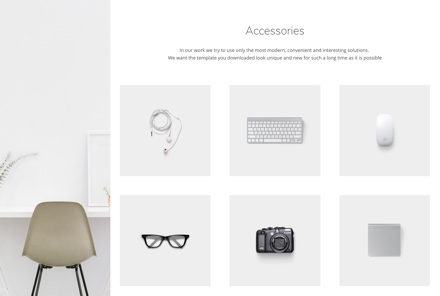 Accessories
In our work we try to use only the most modern, convenient and interesting solutions.
We want the template you downloaded look unique and new for such a long time as it is possible